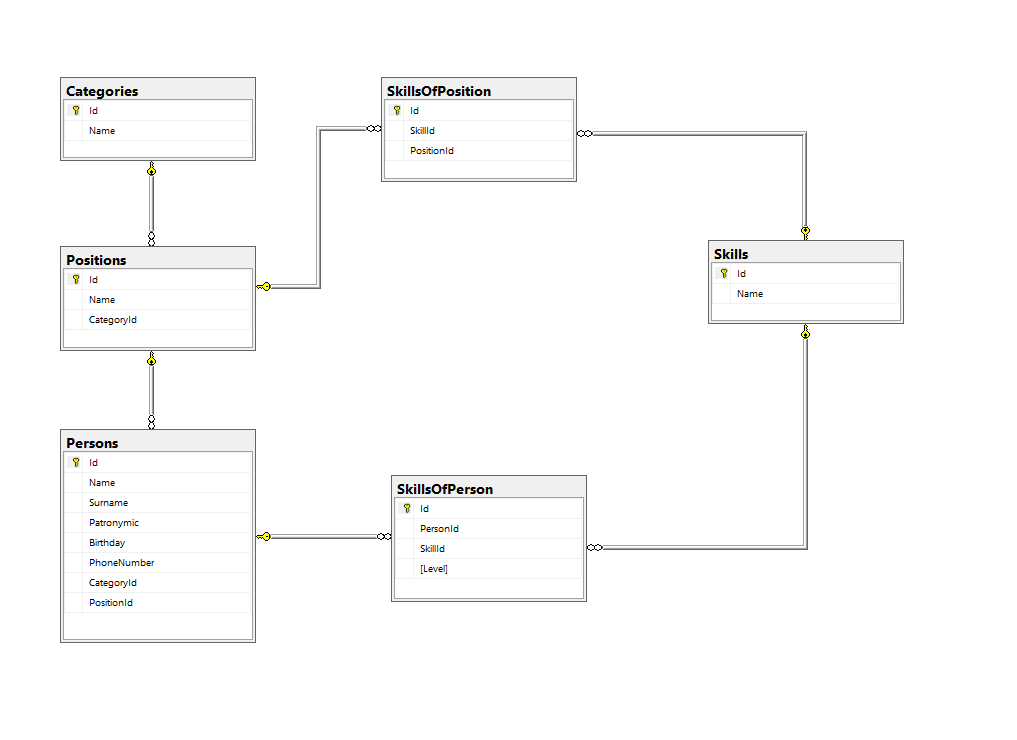 Categories
Id
Name
SkillsOfPosition
Id
SkillId
PositionId
Positions
Id
Name
CategoryId
Skills
Id
Name
Persons
Id
Name
Surname
Patronymic
Birthday
PhoneNumber
CategoryId
PositionId
SkillsOfPerson
Id
PersonId
SkillId
[Level]